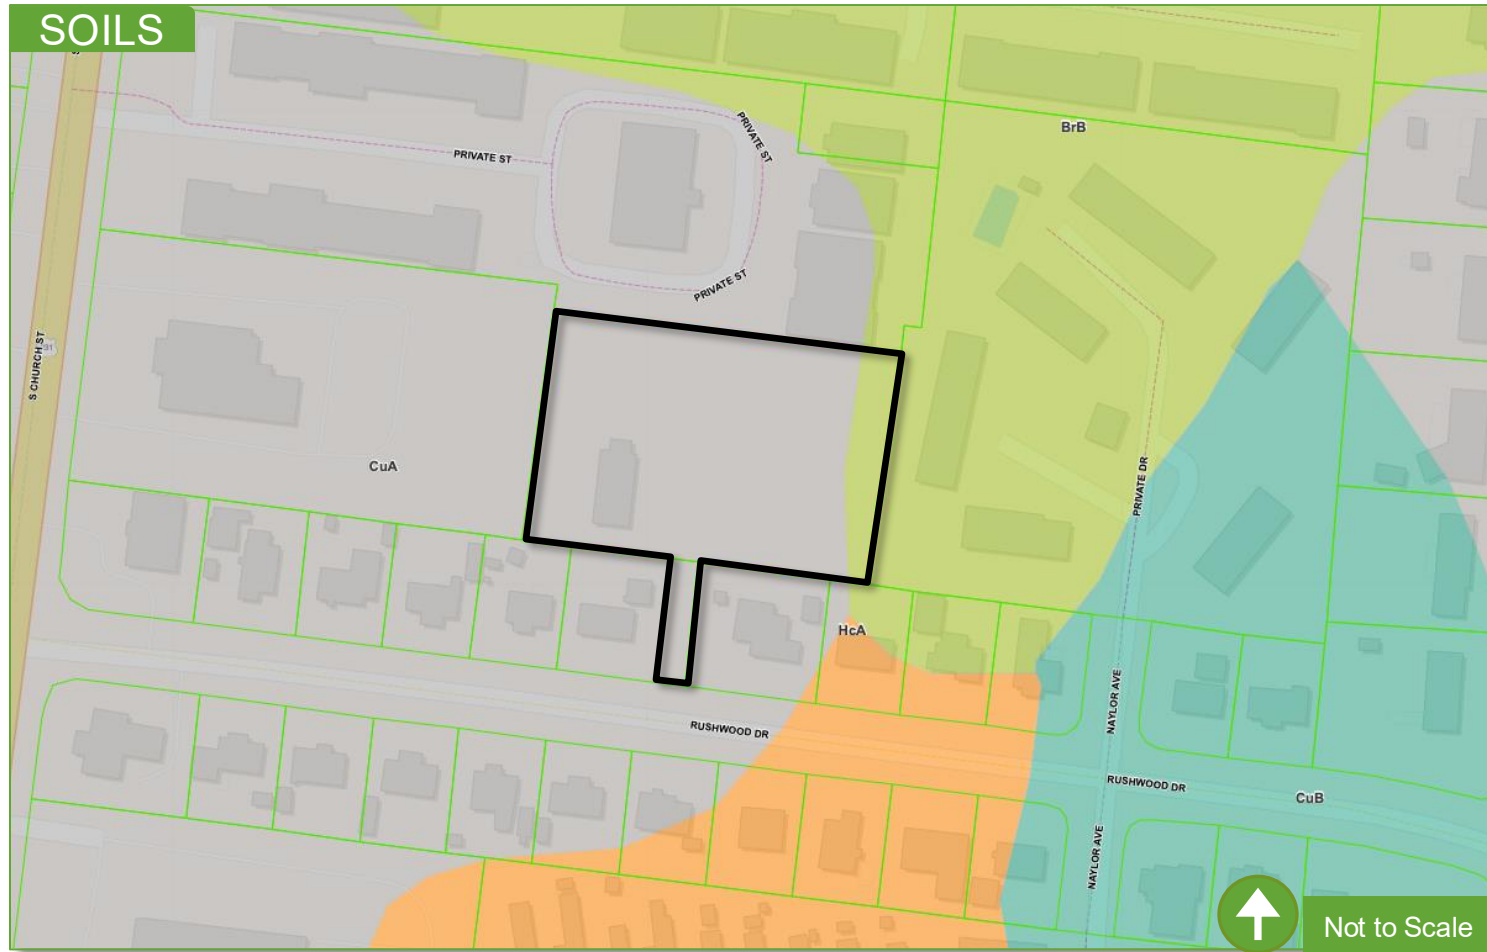 SOILS
BrB
PRIVATE ST
PRIVATE ST
PRIVATE ST
S CHURCH ST
31
CuA
PRIVATE DR
HcA
NAYLOR AVE
RUSHWOOD DR
RUSHWOOD DR
CuB
NAYLOR AVE
Not to Scale